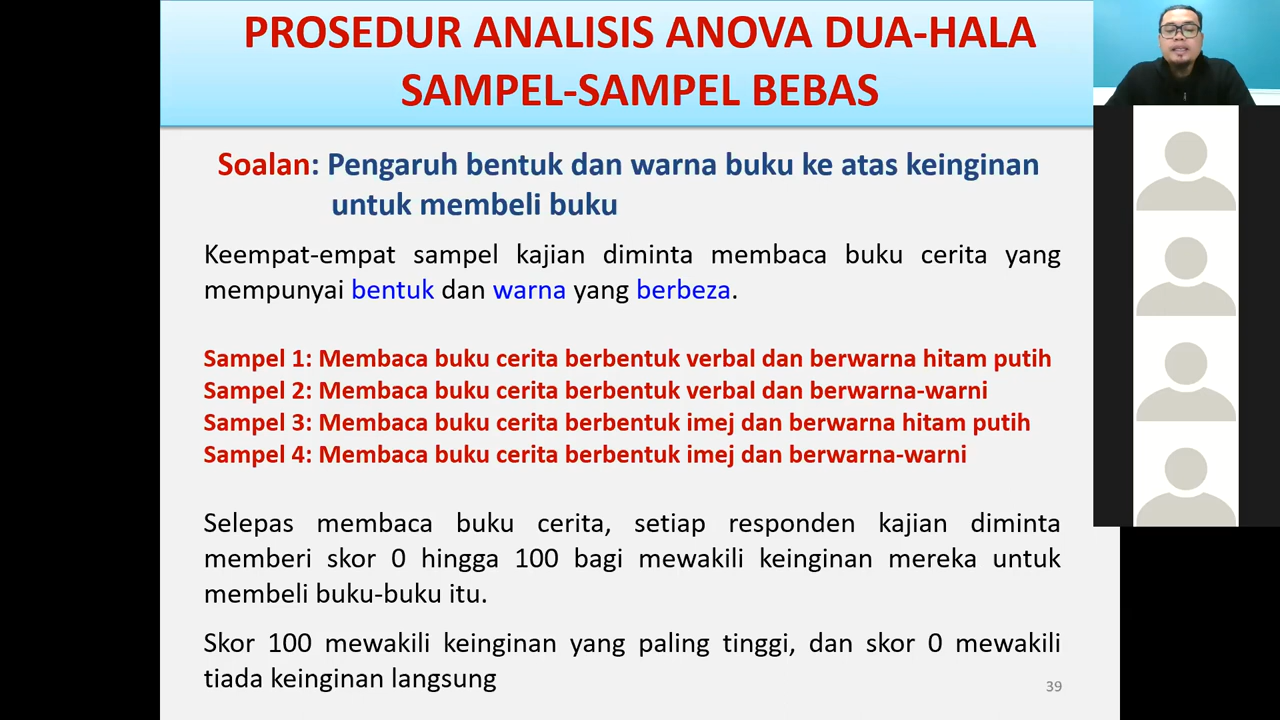 PROSEDUR ANALISIS ANOVA DUA-HALA
SAMPEL-SAMPEL BEBAS
Soalan: Pengaruh bentuk dan warna buku ke atas keinginan
untuk membeli buku
Keempat-empat sampel kajian diminta membaca buku cerita yang
mempunyai bentuk dan warna yang berbeza.
Sampel 1: Membaca buku cerita berbentuk verbal dan berwarna hitam putih
Sampel 2: Membaca buku cerita berbentuk verbal dan berwarna-warni
Sampel 3: Membaca buku cerita berbentuk imej dan berwarna hitam putih
Sampel 4: Membaca buku cerita berbentuk imej dan berwarna-warni
Selepas membaca buku cerita, setiap responden kajian diminta
memberi skor 0 hingga 100 bagi mewakili keinginan mereka untuk
membeli buku-buku itu.
Skor 100 mewakili keinginan yang paling tinggi, dan skor 0 mewakili
tiada keinginan langsung
39